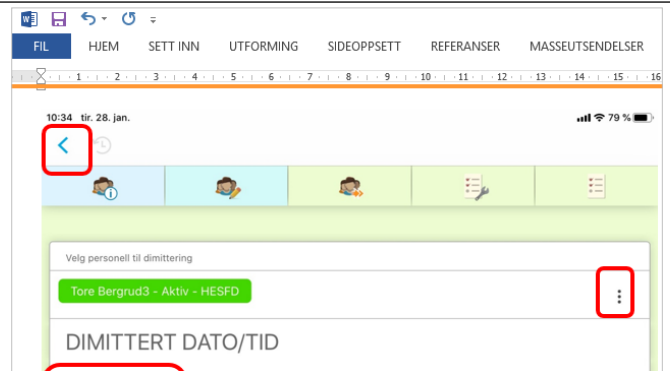 FIL HJEM SETT INN UTFORMING SIDEOPPSETT REFERANSER MASSEUTSENDELSER
1 2 3 4 5 6 7 8 9 10 11 12 13 14 15 16
10:34 tir. 28. jan. 79 %
Velg personell til dimittering
Tore Bergrud3 - Aktiv - HESFD
DIMITTERT DATO/TID